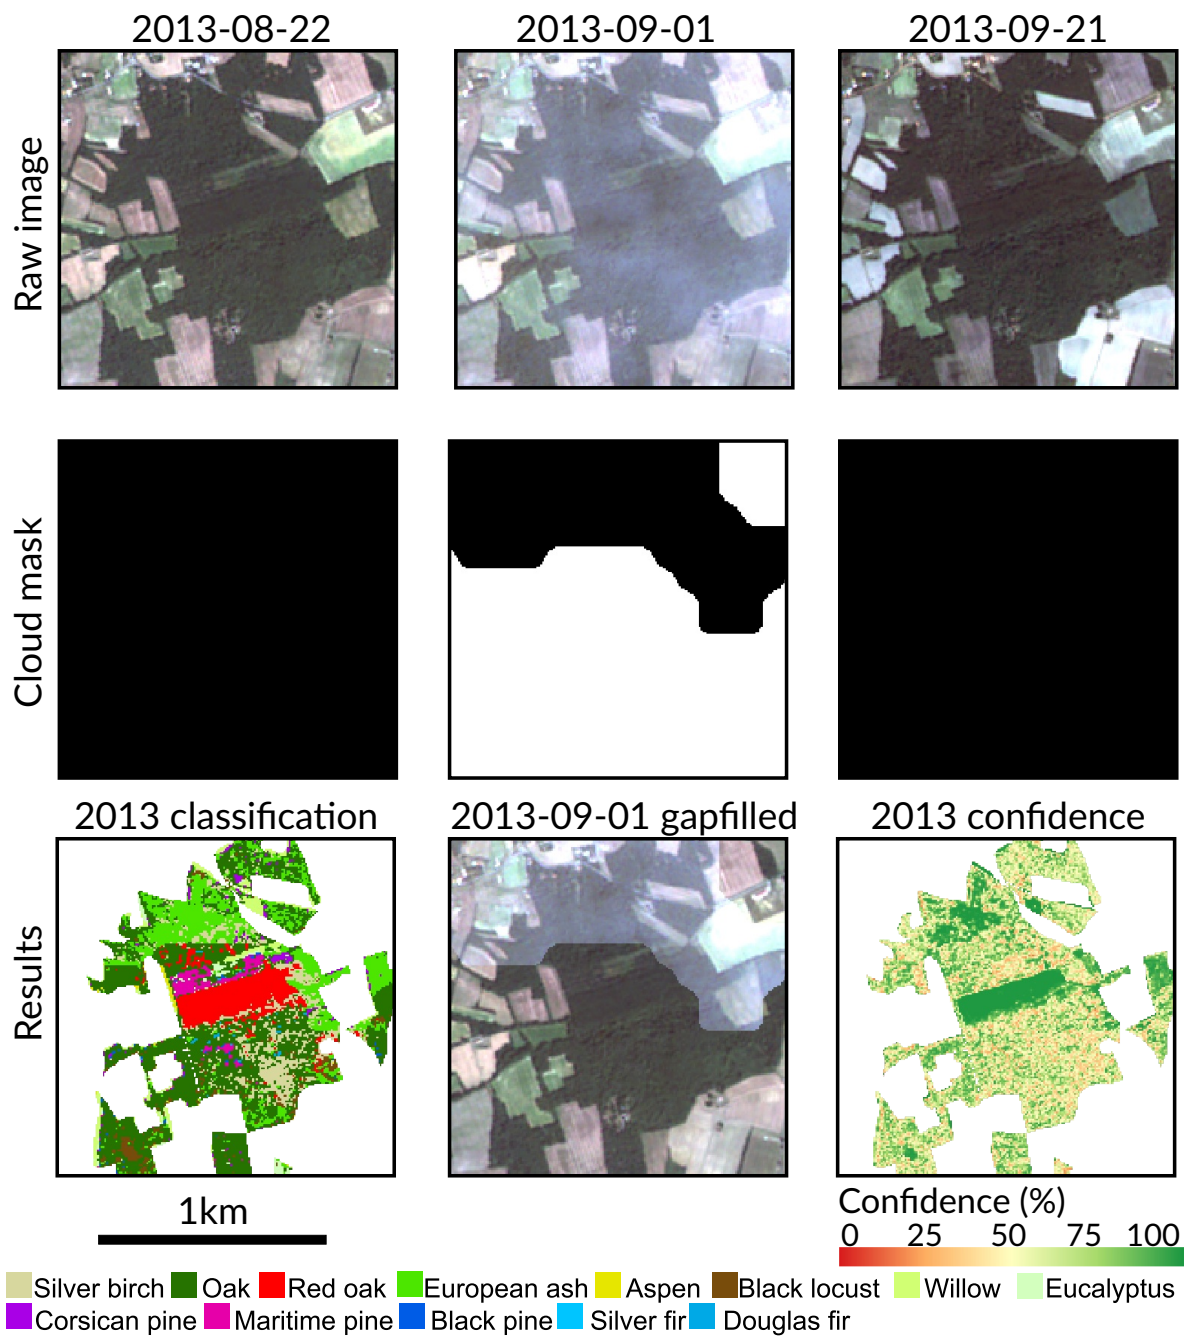 2013-08-22 2013-09-01 2013-09-21
Raw image
Cloud mask
2013 classification 2013-09-01 gapfilled 2013 confidence
Results
1km
Confidence (%)
0 25 50 75 100
Silver birch Oak Red oak European ash Aspen Black locust Willow Eucalyptus
Corsican pine Maritime pine Black pine Silver fir Douglas fir